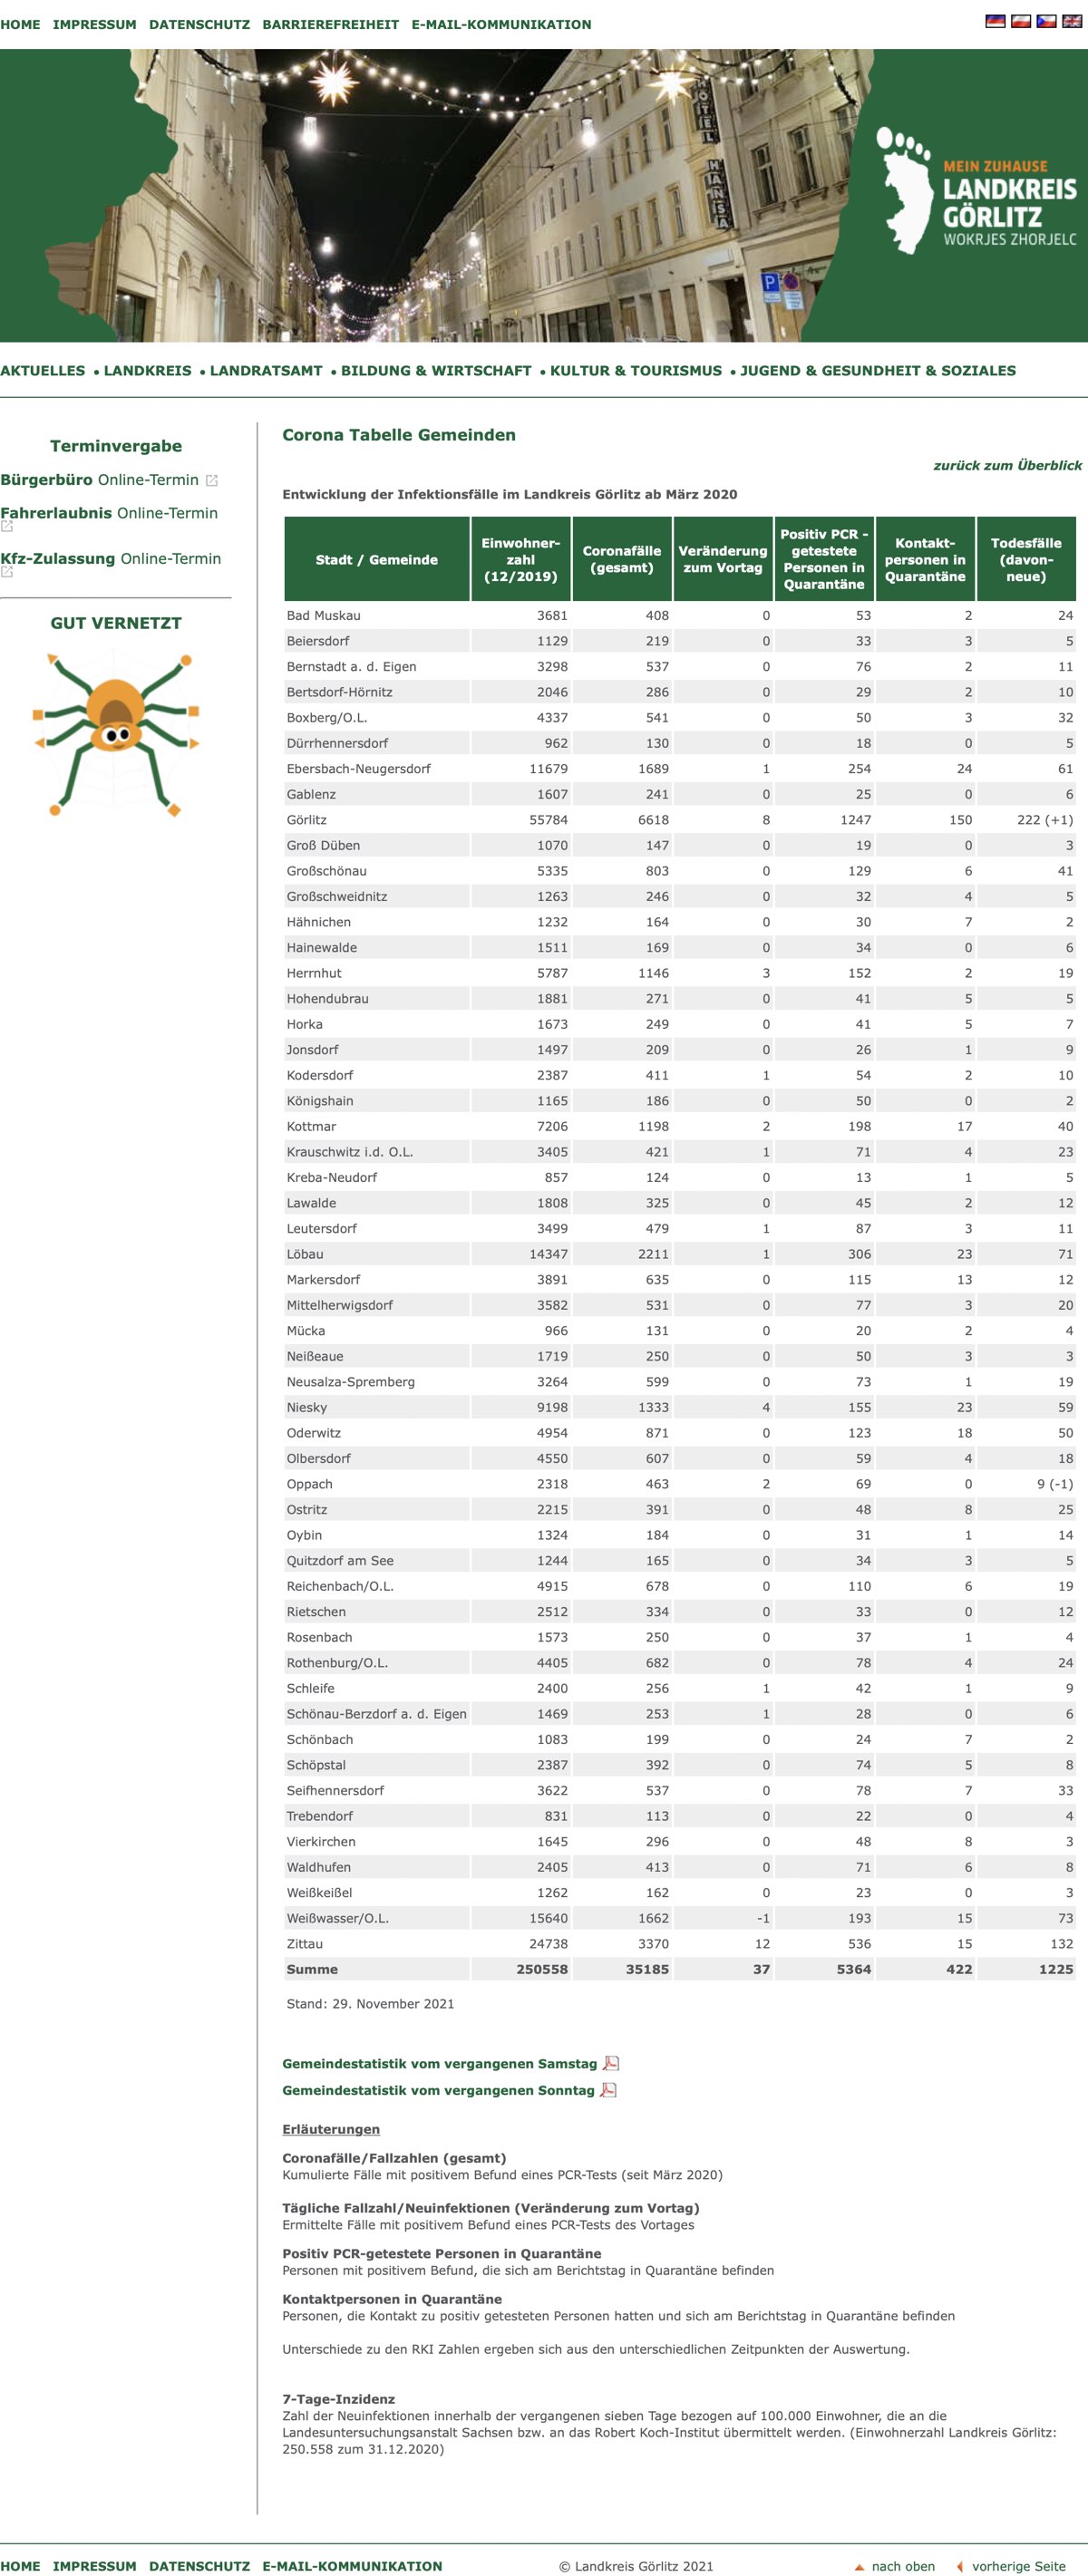 HOME IMPRESSUM DATENSCHUTZ BARRIEREFREIHEIT E-MAIL-KOMMUNIKATION
HOTEL HANSA
P
MEIN ZUHAUSE
LANDKREIS
GÖRLITZ
WOKRJES ZHORJELC
AKTUELLES • LANDKREIS • LANDRATSAMT • BILDUNG & WIRTSCHAFT • KULTUR & TOURISMUS • JUGEND & GESUNDHEIT & SOZIALES
Terminvergabe
Bürgerbüro Online-Termin
Fahrerlaubnis Online-Termin
Kfz-Zulassung Online-Termin
GUT VERNETZT
Corona Tabelle Gemeinden
zurück zum Überblick
Entwicklung der Infektionsfälle im Landkreis Görlitz ab März 2020
Stadt / Gemeinde
Einwohner-
zahl
(12/2019)
Coronafälle
(gesamt)
Veränderung
zum Vortag
Positiv PCR -
getestete
Personen in
Quarantäne
Kontakt-
personen in
Quarantäne
Todesfälle
(davon-
neue)
Bad Muskau 3681 408 0 53 2 24
Beiersdorf 1129 219 0 33 3 5
Bernstadt a. d. Eigen 3298 537 0 76 2 11
Bertsdorf-Hörnitz 2046 286 0 29 2 10
Boxberg/O.L. 4337 541 0 50 3 32
Dürrhennersdorf 962 130 0 18 0 5
Ebersbach-Neugersdorf 11679 1689 1 254 24 61
Gablenz 1607 241 0 25 0 6
Görlitz 55784 6618 8 1247 150 222 (+1)
Groß Düben 1070 147 0 19 0 3
Großschönau 5335 803 0 129 6 41
Großschweidnitz 1263 246 0 32 4 5
Hähnichen 1232 164 0 30 7 2
Hainewalde 1511 169 0 34 0 6
Herrnhut 5787 1146 3 152 2 19
Hohendubrau 1881 271 0 41 5 5
Horka 1673 249 0 41 5 7
Jonsdorf 1497 209 0 26 1 9
Kodersdorf 2387 411 1 54 2 10
Königshain 1165 186 0 50 0 2
Kottmar 7206 1198 2 198 17 40
Krauschwitz i.d. O.L. 3405 421 1 71 4 23
Kreba-Neudorf 857 124 0 13 1 5
Lawalde 1808 325 0 45 2 12
Leutersdorf 3499 479 1 87 3 11
Löbau 14347 2211 1 306 23 71
Markersdorf 3891 635 0 115 13 12
Mittelherwigsdorf 3582 531 0 77 3 20
Mücka 966 131 0 20 2 4
Neißeaue 1719 250 0 50 3 3
Neusalza-Spremberg 3264 599 0 73 1 19
Niesky 9198 1333 4 155 23 59
Oderwitz 4954 871 0 123 18 50
Olbersdorf 4550 607 0 59 4 18
Oppach 2318 463 2 69 0 9 (-1)
Ostritz 2215 391 0 48 8 25
Oybin 1324 184 0 31 1 14
Quitzdorf am See 1244 165 0 34 3 5
Reichenbach/O.L. 4915 678 0 110 6 19
Rietschen 2512 334 0 33 0 12
Rosenbach 1573 250 0 37 1 4
Rothenburg/O.L. 4405 682 0 78 4 24
Schleife 2400 256 1 42 1 9
Schönau-Berzdorf a. d. Eigen 1469 253 1 28 0 6
Schönbach 1083 199 0 24 7 2
Schöpstal 2387 392 0 74 5 8
Seifhennersdorf 3622 537 0 78 7 33
Trebendorf 831 113 0 22 0 4
Vierkirchen 1645 296 0 48 8 3
Waldhufen 2405 413 0 71 6 8
Weißkeißel 1262 162 0 23 0 3
Weißwasser/O.L. 15640 1662 -1 193 15 73
Zittau 24738 3370 12 536 15 132
Summe 250558 35185 37 5364 422 1225
Stand: 29. November 2021
Gemeindestatistik vom vergangenen Samstag
Gemeindestatistik vom vergangenen Sonntag
Erläuterungen
Coronafälle/Fallzahlen (gesamt)
Kumulierte Fälle mit positivem Befund eines PCR-Tests (seit März 2020)
Tägliche Fallzahl/Neuinfektionen (Veränderung zum Vortag)
Ermittelte Fälle mit positivem Befund eines PCR-Tests des Vortages
Positiv PCR-getestete Personen in Quarantäne
Personen mit positivem Befund, die sich am Berichtstag in Quarantäne befinden
Kontaktpersonen in Quarantäne
Personen, die Kontakt zu positiv getesteten Personen hatten und sich am Berichtstag in Quarantäne befinden
Unterschiede zu den RKI Zahlen ergeben sich aus den unterschiedlichen Zeitpunkten der Auswertung.
7-Tage-Inzidenz
Zahl der Neuinfektionen innerhalb der vergangenen sieben Tage bezogen auf 100.000 Einwohner, die an die
Landesuntersuchungsanstalt Sachsen bzw. an das Robert Koch-Institut übermittelt werden. (Einwohnerzahl Landkreis Görlitz:
250.558 zum 31.12.2020)
HOME IMPRESSUM DATENSCHUTZ E-MAIL-KOMMUNIKATION
© Landkreis Görlitz 2021
nach oben vorherige Seite